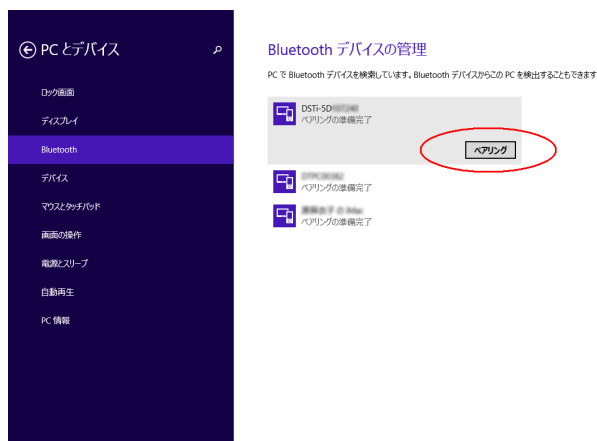 PC とデバイス
ロック画面
ディスプレイ
Bluetooth
デバイス
マウスとタッチパッド
画面の操作
電源とスリープ
自動再生
PC 情報
Bluetooth デバイスの管理
PC で Bluetooth デバイスを検索しています。Bluetooth デバイスからこの PC を検出することもできます
DSTi-5D
ペアリングの準備完了
ペアリング
ペアリングの準備完了
の iMac
ペアリングの準備完了